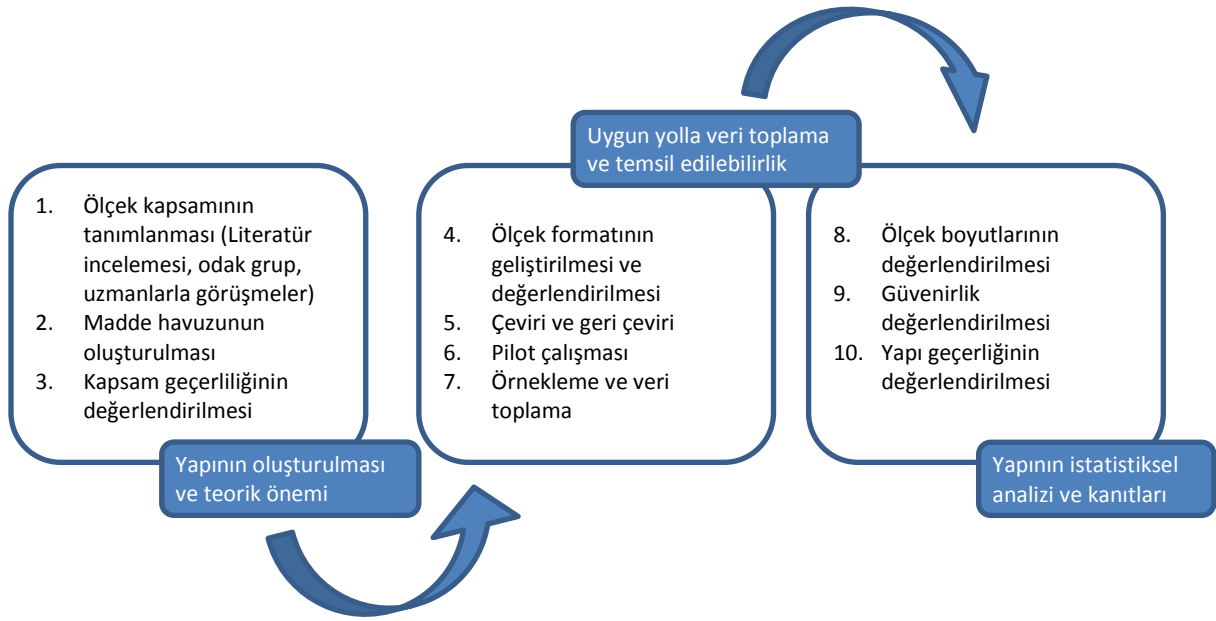 1. Ölçek kapsamının
tanımlanması (Literatür
incelemesi, odak grup,
uzmanlarla görüşmeler)
2. Madde havuzunun
oluşturulması
3. Kapsam geçerliliğinin
değerlendirilmesi
Yapının oluşturulması
ve teorik önemi
Uygun yolla veri toplama
ve temsil edilebilirlik
4. Ölçek formatının
geliştirilmesi ve
değerlendirilmesi
5. Çeviri ve geri çeviri
6. Pilot çalışması
7. Örnekleme ve veri
toplama
8. Ölçek boyutlarının
değerlendirilmesi
9. Güvenirlik
değerlendirilmesi
10. Yapı geçerliğinin
değerlendirilmesi
Yapının istatistiksel
analizi ve kanıtları